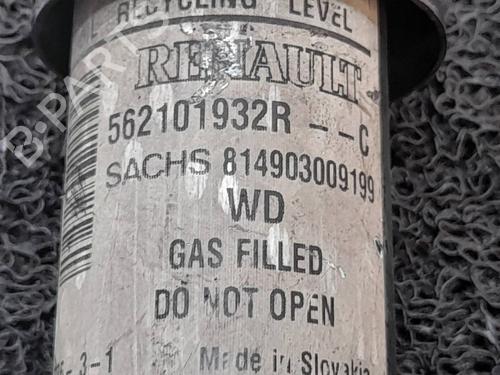 L RECYCLING LEVEL
RENAULT
562101932R --C
SACHS 814903009199
WD
GAS FILLED
DO NOT OPEN
-3-1 Made in Slovakia
B-PARTS